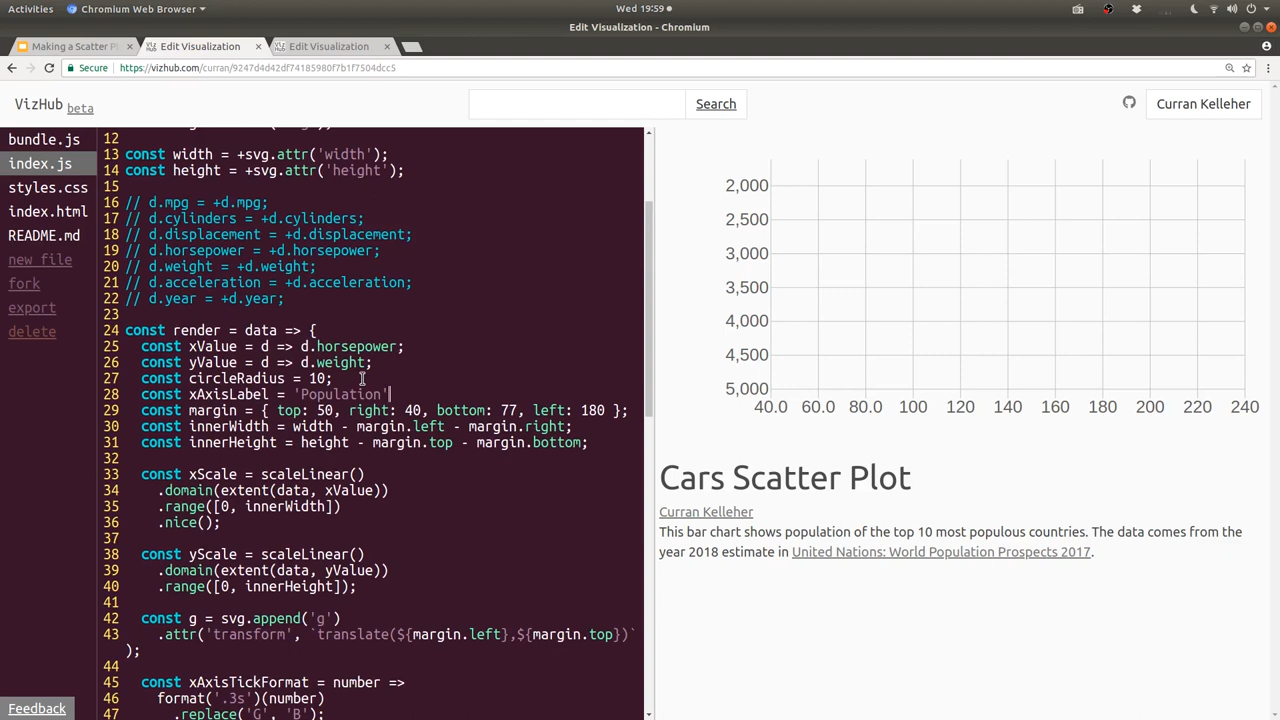 Activities
Chromium Web Browser
Wed 19:59
Edit Visualization - Chromium
Making a Scatter Pl
Edit Visualization
Edit Visualization
Secure
https://vizhub.com/curran/9247d4d42df74185980f7b1f7504dcc5
VizHub beta
Search
Curran Kelleher
bundle.js
index.js
styles.css
index.html
README.md
new file
fork
export
delete
Feedback
12
13 const width = +svg.attr('width');
14 const height = +svg.attr('height');
15
16 // d.mpg = +d.mpg;
17 // d.cylinders = +d.cylinders;
18 // d.displacement = +d.displacement;
19 // d.horsepower = +d.horsepower;
20 // d.weight = +d.weight;
21 // d.acceleration = +d.acceleration;
22 // d.year = +d.year;
23
24 const render = data => {
25 const xValue = d => d.horsepower;
26 const yValue = d => d.weight;
27 const circleRadius = 10;
28 const xAxisLabel = 'Population'
29 const margin = { top: 50, right: 40, bottom: 77, left: 180 };
30 const innerWidth = width - margin.left - margin.right;
31 const innerHeight = height - margin.top - margin.bottom;
32
33 const xScale = scaleLinear()
34 .domain(extent(data, xValue))
35 .range([0, innerWidth])
36 .nice();
37
38 const yScale = scaleLinear()
39 .domain(extent(data, yValue))
40 .range([0, innerHeight]);
41
42 const g = svg.append('g')
43 .attr('transform', `translate(${margin.left},${margin.top})`
);
44
45 const xAxisTickFormat = number =>
46 format('.3s')(number)
47 .replace('G', 'B');
2,000
2,500
3,000
3,500
4,000
4,500
5,000
40.0 60.0 80.0 100 120 140 160 180 200 220 240
Cars Scatter Plot
Curran Kelleher
This bar chart shows population of the top 10 most populous countries. The data comes from the
year 2018 estimate in United Nations: World Population Prospects 2017.